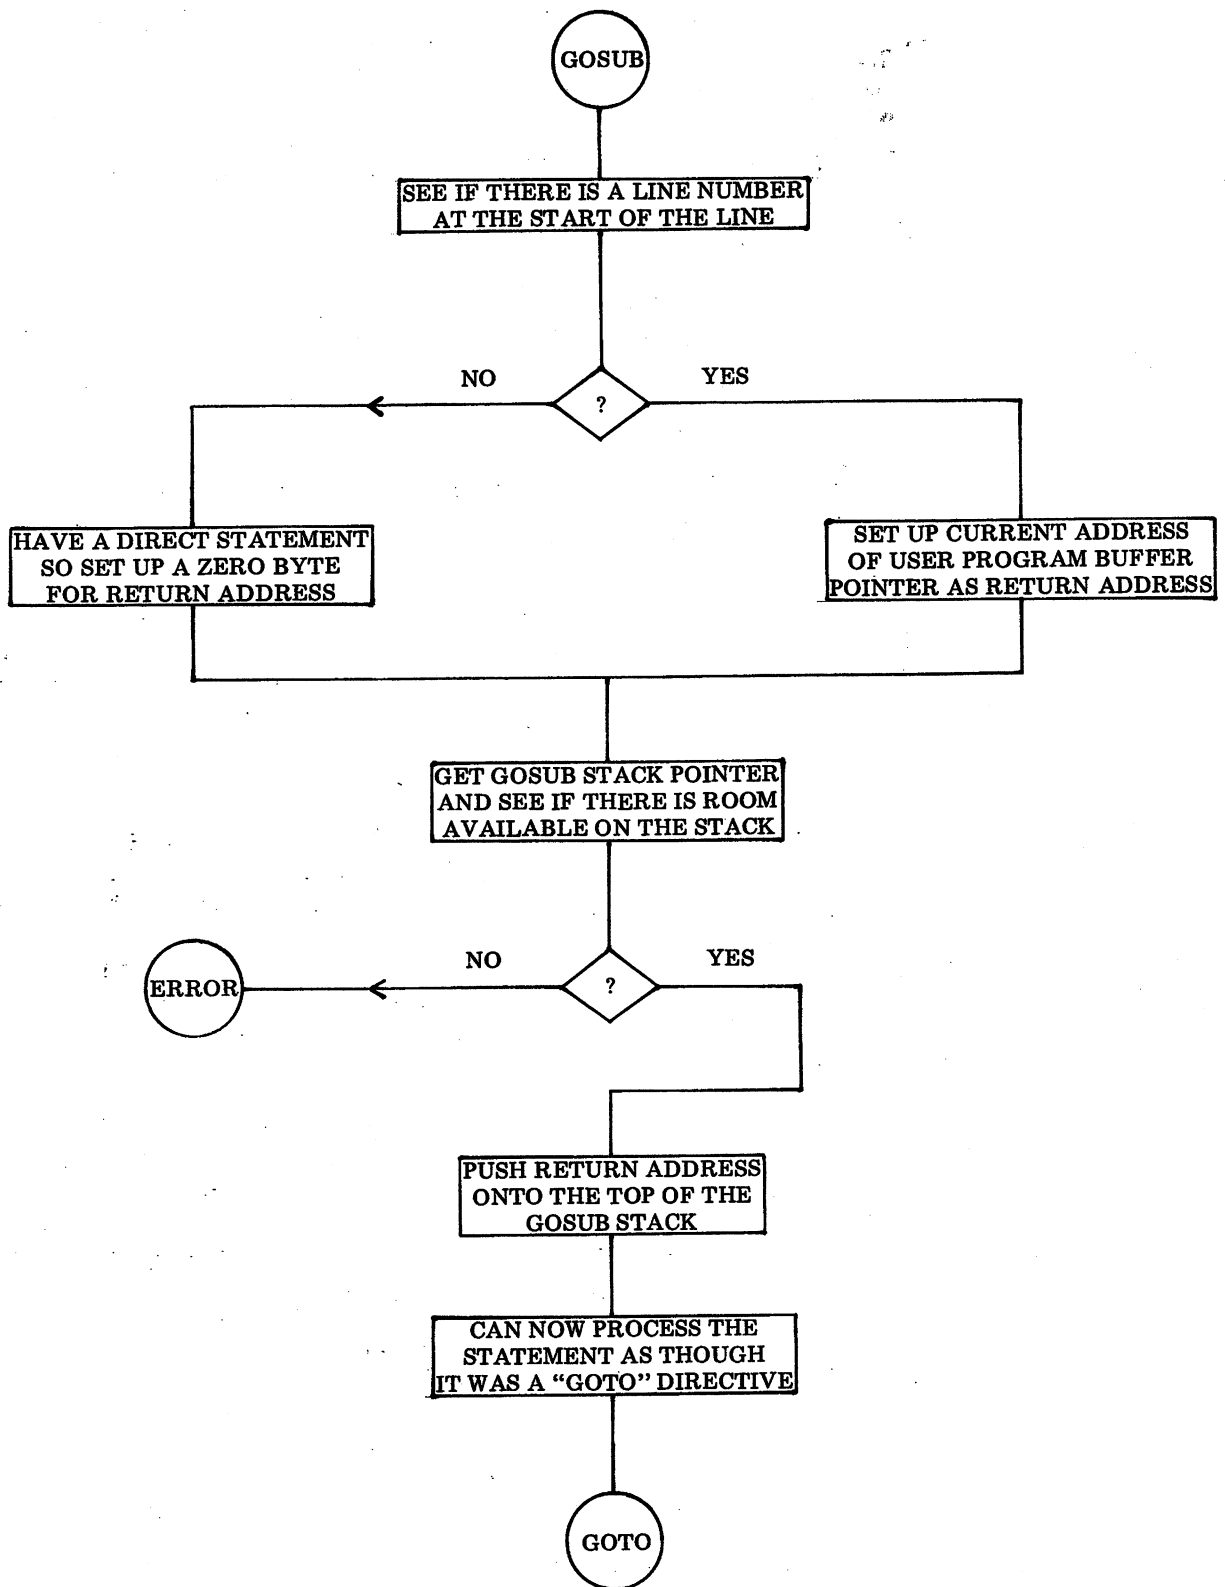 GOSUB
SEE IF THERE IS A LINE NUMBER
AT THE START OF THE LINE
NO
YES
?
HAVE A DIRECT STATEMENT
SO SET UP A ZERO BYTE
FOR RETURN ADDRESS
SET UP CURRENT ADDRESS
OF USER PROGRAM BUFFER
POINTER AS RETURN ADDRESS
GET GOSUB STACK POINTER
AND SEE IF THERE IS ROOM
AVAILABLE ON THE STACK
NO
YES
ERROR
?
PUSH RETURN ADDRESS
ONTO THE TOP OF THE
GOSUB STACK
CAN NOW PROCESS THE
STATEMENT AS THOUGH
IT WAS A “GOTO” DIRECTIVE
GOTO